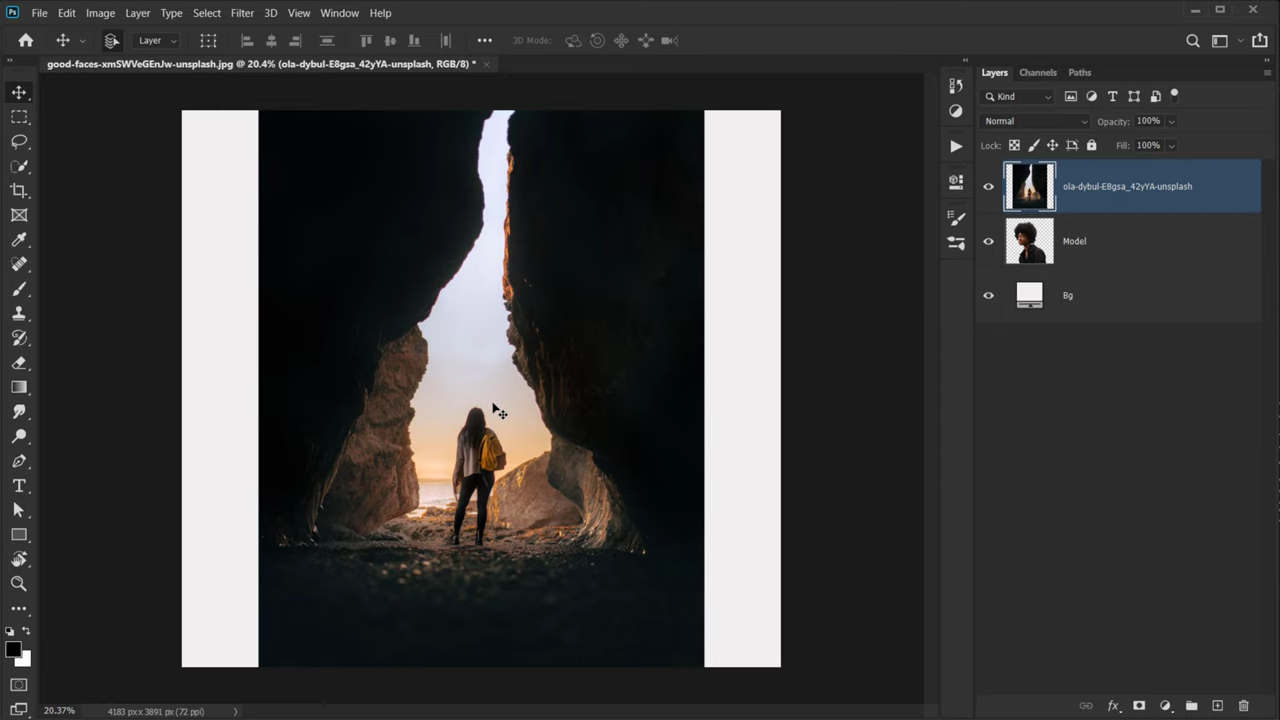 Ps File Edit Image Layer Type Select Filter 3D View Window Help
Layer 3D Mode:
good-faces-xmSWVeGEnJw-unsplash.jpg @ 20.4% (ola-dybul-E8gsa_42yYA-unsplash, RGB/8) *
Layers Channels Paths
Kind
Normal Opacity: 100%
Lock: Fill: 100%
ola-dybul-E8gsa_42yYA-unsplash
Model
Bg
20.37% 4183 px x 3891 px (72 ppi)